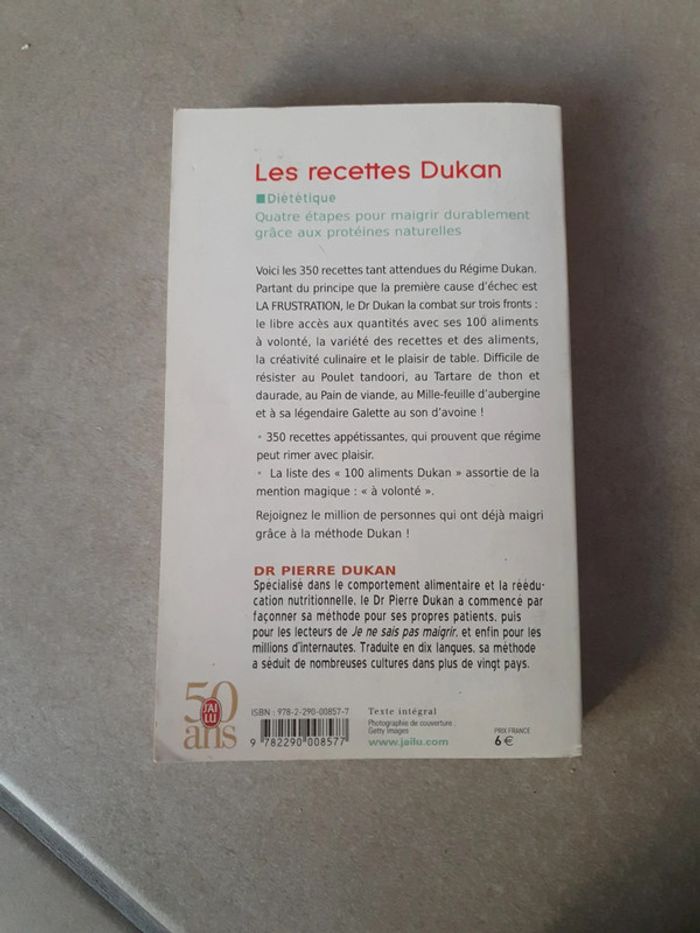 Les recettes Dukan
■ Diététique
Quatre étapes pour maigrir durablement
grâce aux protéines naturelles
Voici les 350 recettes tant attendues du Régime Dukan.
Partant du principe que la première cause d'échec est
LA FRUSTRATION, le Dr Dukan la combat sur trois fronts :
le libre accès aux quantités avec ses 100 aliments
à volonté, la variété des recettes et des aliments,
la créativité culinaire et le plaisir de table. Difficile de
résister au Poulet tandoori, au Tartare de thon et
daurade, au Pain de viande, au Mille-feuille d'aubergine
et à sa légendaire Galette au son d'avoine !
• 350 recettes appétissantes, qui prouvent que régime
peut rimer avec plaisir.
• La liste des « 100 aliments Dukan » assortie de la
mention magique : « à volonté ».
Rejoignez le million de personnes qui ont déjà maigri
grâce à la méthode Dukan !
DR PIERRE DUKAN
Spécialisé dans le comportement alimentaire et la réédu-
cation nutritionnelle, le Dr Pierre Dukan a commencé par
façonner sa méthode pour ses propres patients, puis
pour les lecteurs de Je ne sais pas maigrir, et enfin pour les
millions d'internautes. Traduite en dix langues, sa méthode
a séduit de nombreuses cultures dans plus de vingt pays.
50
J'AI
LU
ans
ISBN : 978-2-290-00857-7
9 782290 008577
Texte intégral
Photographie de couverture :
Getty Images
www.jailu.com
PRIX FRANCE
6 €